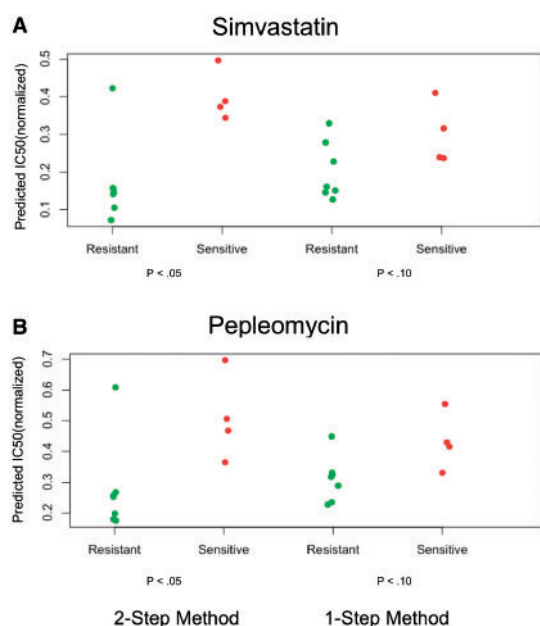 A
Simvastatin
Predicted IC50(normalized)
0.5
0.4
0.3
0.2
0.1
Resistant Sensitive Resistant Sensitive
P < .05 P < .10
B
Pepleomycin
Predicted IC50(normalized)
0.7
0.6
0.5
0.4
0.3
0.2
Resistant Sensitive Resistant Sensitive
P < .05 P < .10
2-Step Method 1-Step Method